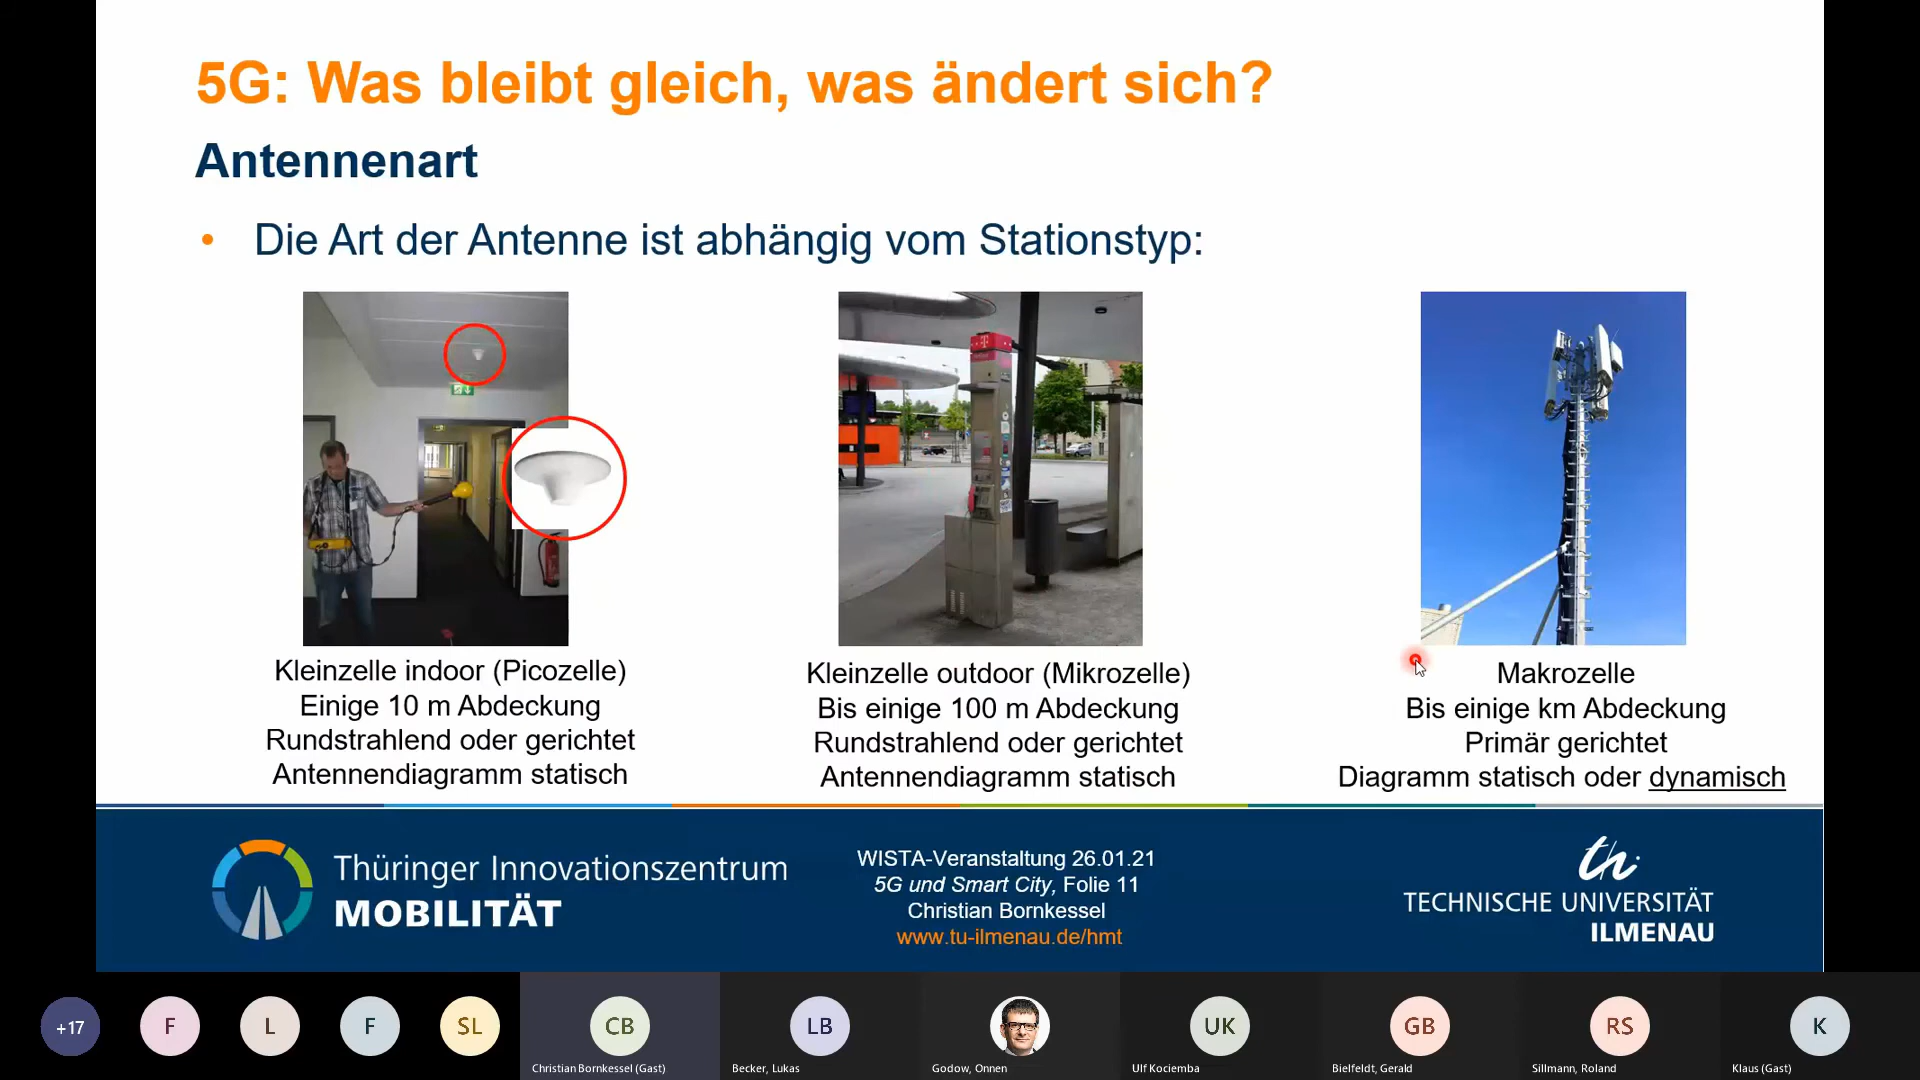 5G: Was bleibt gleich, was ändert sich?
Antennenart
• Die Art der Antenne ist abhängig vom Stationstyp:
Kleinzelle indoor (Picozelle)
Einige 10 m Abdeckung
Rundstrahlend oder gerichtet
Antennendiagramm statisch
Kleinzelle outdoor (Mikrozelle)
Bis einige 100 m Abdeckung
Rundstrahlend oder gerichtet
Antennendiagramm statisch
Makrozelle
Bis einige km Abdeckung
Primär gerichtet
Diagramm statisch oder dynamisch
Thüringer Innovationszentrum
MOBILITÄT
WISTA-Veranstaltung 26.01.21
5G und Smart City, Folie 11
Christian Bornkessel
www.tu-ilmenau.de/hmt
th
TECHNISCHE UNIVERSITÄT
ILMENAU
+17
F
L
F
SL
CB
Christian Bornkessel (Gast)
LB
Becker, Lukas
Godow, Onnen
UK
Ulf Kociemba
GB
Bielfeldt, Gerald
RS
Sillmann, Roland
K
Klaus (Gast)